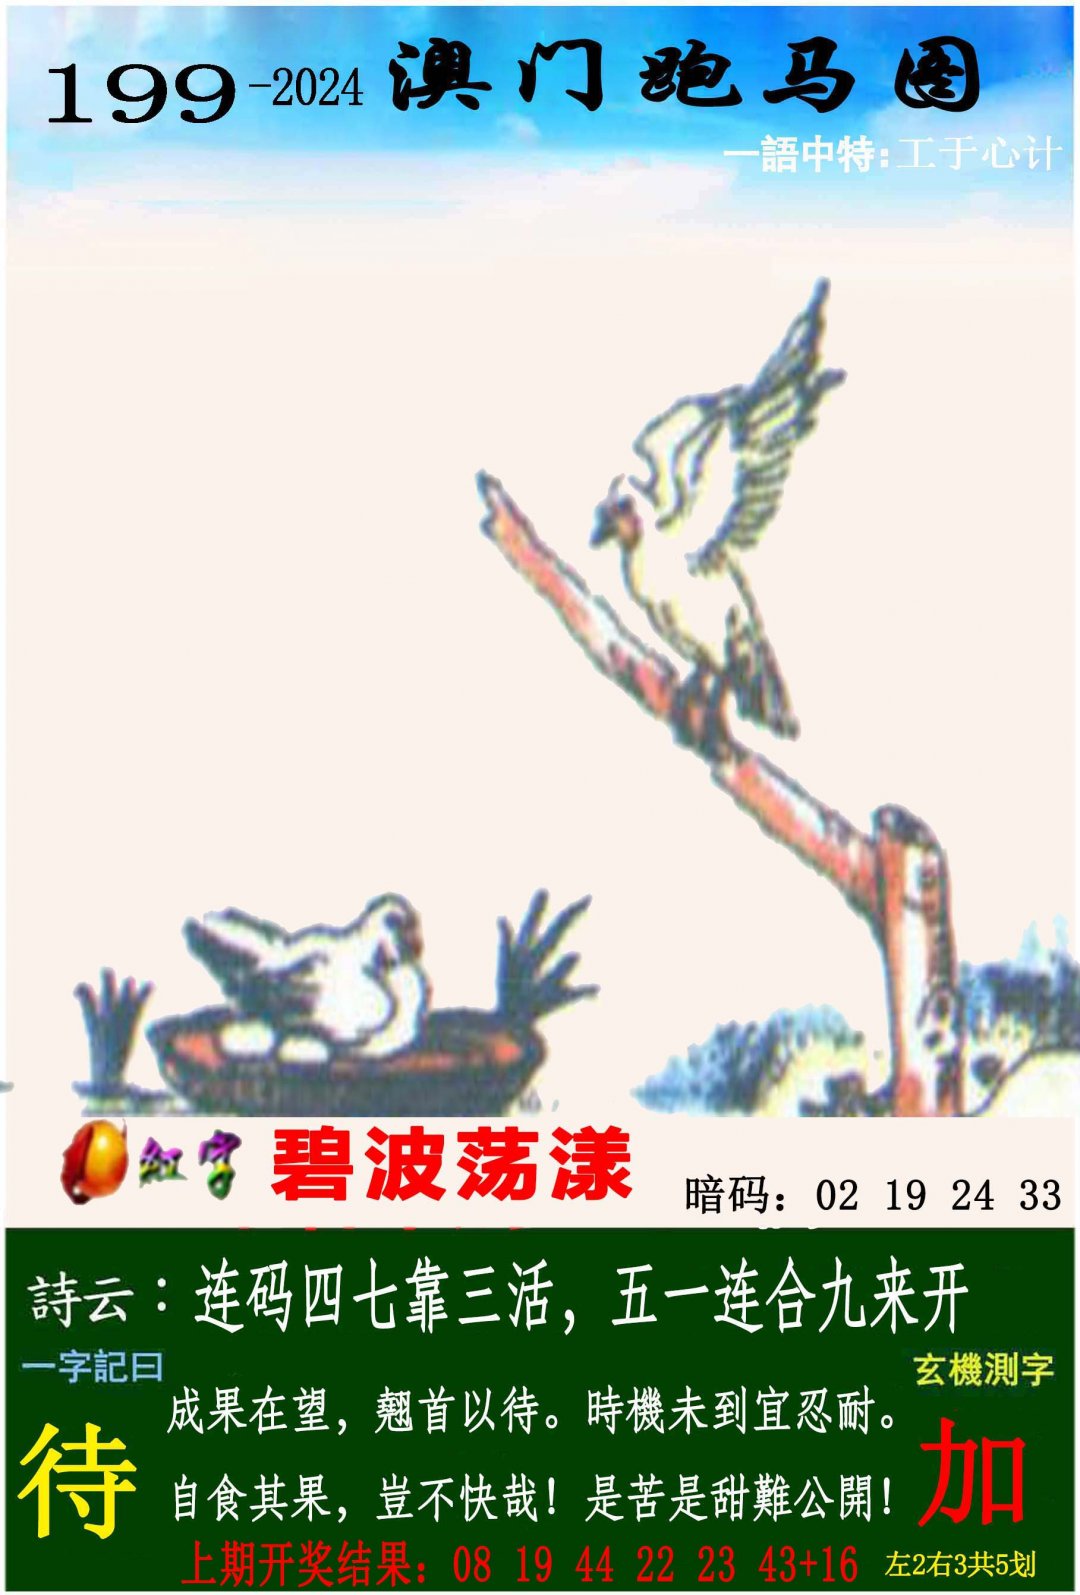 199-2024 澳门跑马图
一語中特:工于心计
红字 碧波荡漾
暗码：02 19 24 33
詩云：连码四七靠三活，五一连合九来开
一字記曰
玄機測字
成果在望，翹首以待。時機未到宜忍耐。
待
加
自食其果，豈不快哉！是苦是甜難公開！
上期开奖结果：08 19 44 22 23 43+16
左2右3共5划